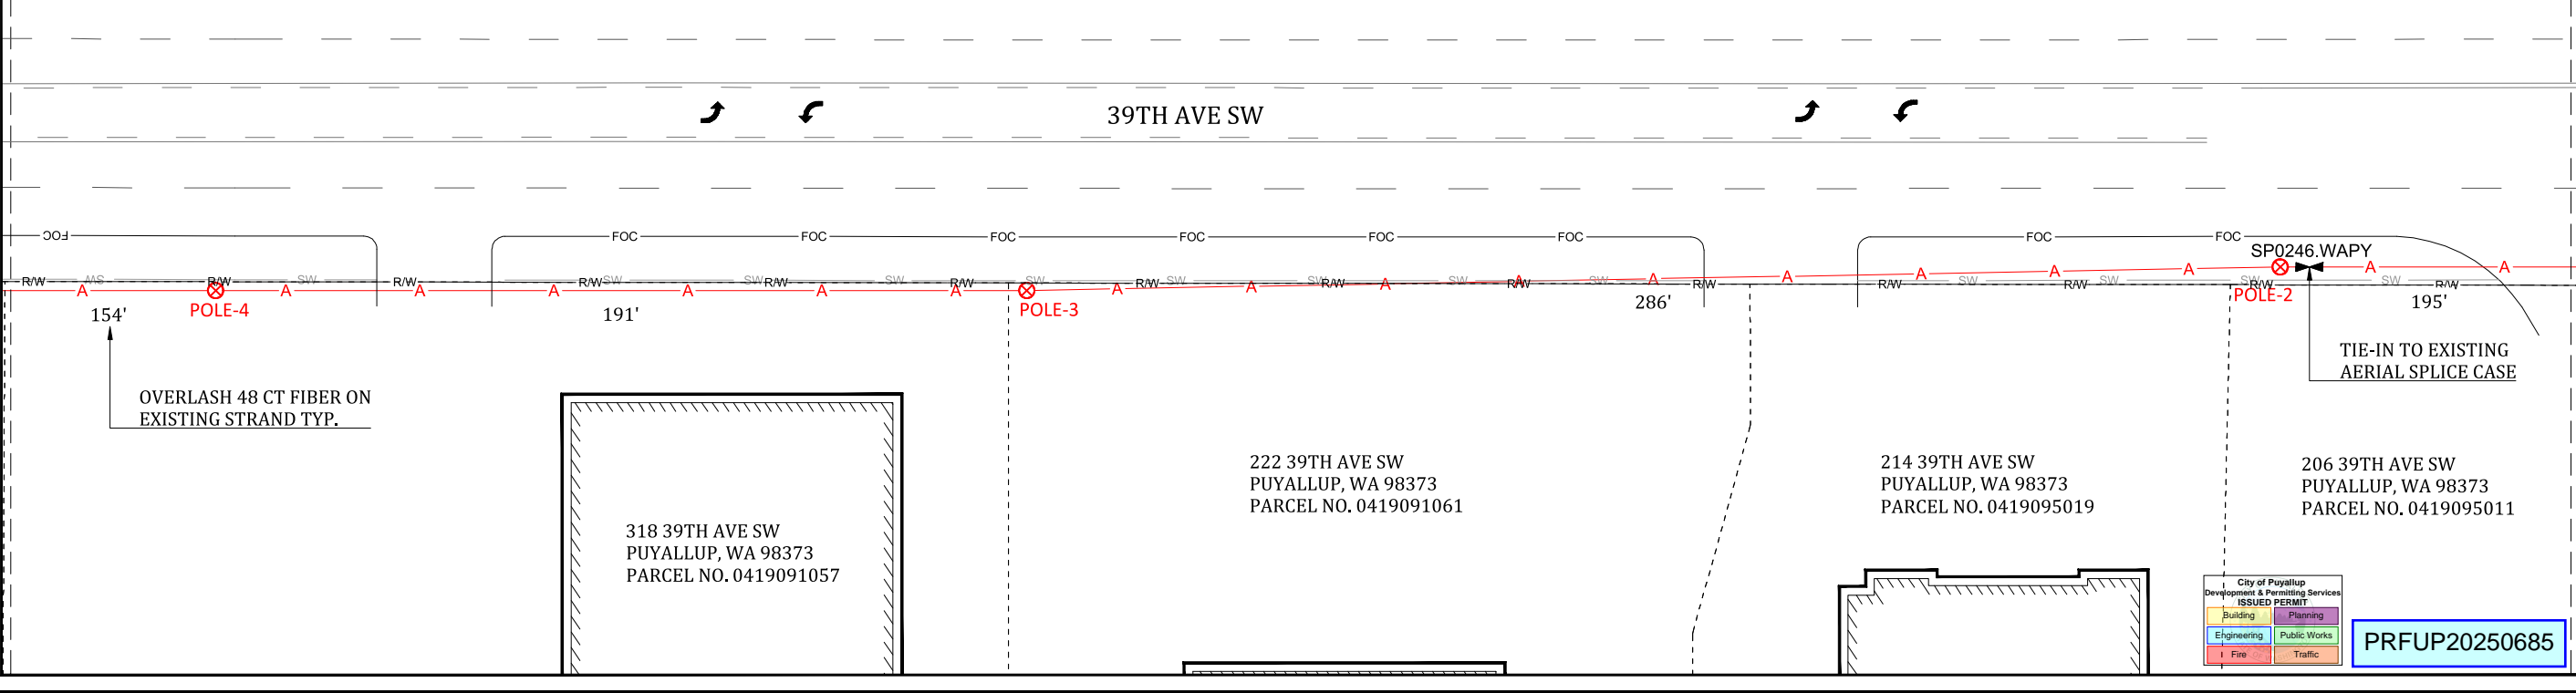 39TH AVE SW
FOC FOC FOC FOC FOC FOC FOC FOC FOC
SP0246.WAPY
R/W SW R/W SW R/W R/W SW SW R/W SW R/W SW SW R/W SW R/W SW R/W SW R/W SW R/W SW R/W SW R/W SW R/W
A A A A A A A A A A A A A A A A A A
154' POLE-4 191' POLE-3 286' POLE-2 195'
TIE-IN TO EXISTING
AERIAL SPLICE CASE
OVERLASH 48 CT FIBER ON
EXISTING STRAND TYP.
318 39TH AVE SW
PUYALLUP, WA 98373
PARCEL NO. 0419091057
222 39TH AVE SW
PUYALLUP, WA 98373
PARCEL NO. 0419091061
214 39TH AVE SW
PUYALLUP, WA 98373
PARCEL NO. 0419095019
206 39TH AVE SW
PUYALLUP, WA 98373
PARCEL NO. 0419095011
City of Puyallup
Development & Permitting Services
ISSUED PERMIT
Building Planning
Engineering Public Works
Fire Traffic
PRFUP20250685